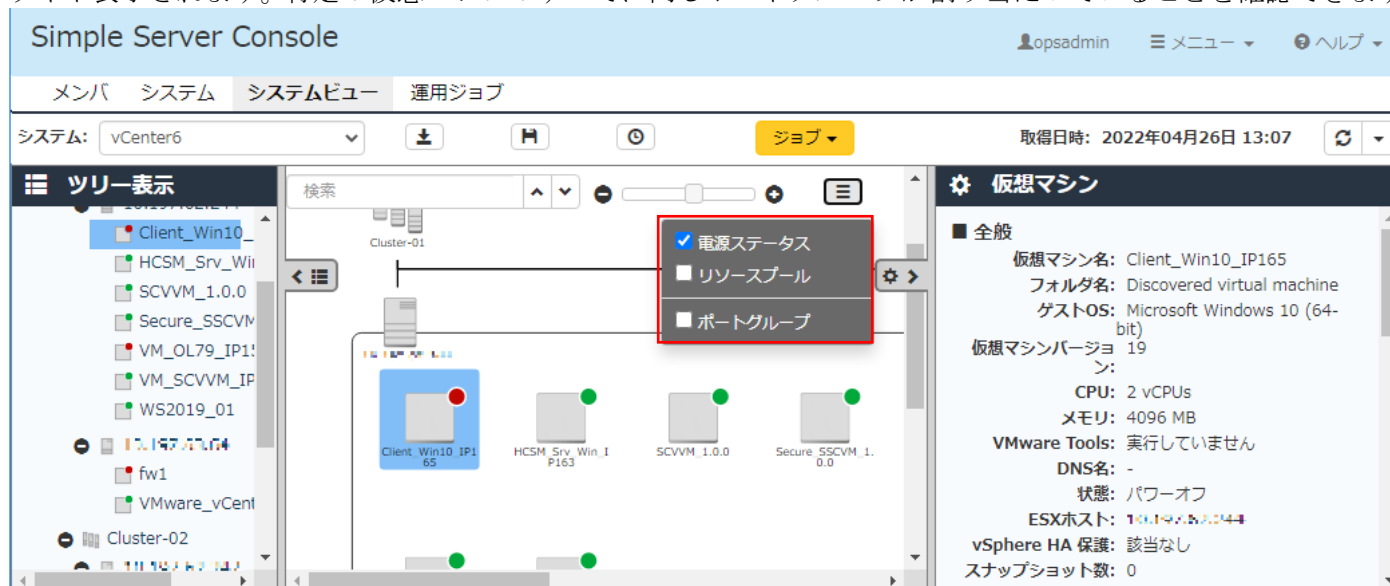 Simple Server Console
opsadmin メニュー ヘルプ
メンバ システム システムビュー 運用ジョブ
システム: vCenter6 ジョブ 取得日時: 2022年04月26日 13:07
ツリー表示
Client_Win10_
HCSM_Srv_Wi
SCVVM_1.0.0
Secure_SSCVM
VM_OL79_IP1
VM_SCVVM_IP
WS2019_01
fw1
VMware_vCent
Cluster-02
検索
Cluster-01
電源ステータス
リソースプール
ポートグループ
Client_Win10_IP1
65
HCSM_Srv_Win_I
P163
SCVVM_1.0.0
Secure_SSCVM_1.
0.0
仮想マシン
全般
仮想マシン名: Client_Win10_IP165
フォルダ名: Discovered virtual machine
ゲストOS: Microsoft Windows 10 (64-
bit)
仮想マシンバージョ 19
ン:
CPU: 2 vCPUs
メモリ: 4096 MB
VMware Tools: 実行していません
DNS名: -
状態: パワーオフ
ESXホスト:
vSphere HA 保護: 該当なし
スナップショット数: 0